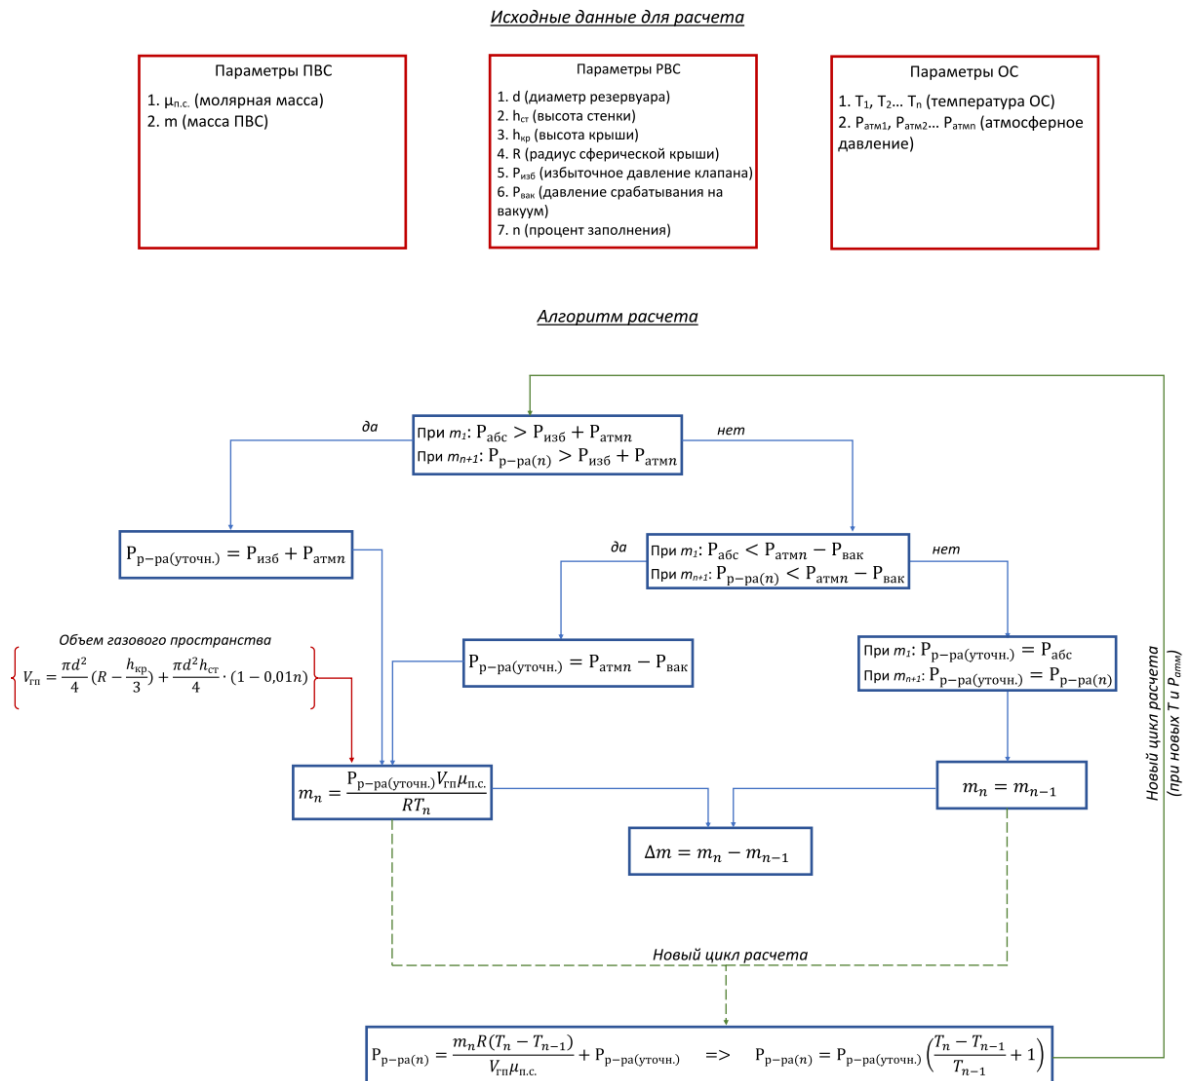 Исходные данные для расчета
Параметры ПВС
1. μп.с. (молярная масса)
2. m (масса ПВС)
Параметры РВС
1. d (диаметр резервуара)
2. hст (высота стенки)
3. hкр (высота крыши)
4. R (радиус сферической крыши)
5. Pизб (избыточное давление клапана)
6. Pвак (давление срабатывания на
вакуум)
7. n (процент заполнения)
Параметры ОС
1. T₁, T₂... Tn (температура ОС)
2. Pатм1, Pатм2... Pатмn (атмосферное
давление)
Алгоритм расчета
да
При m₁: Pабс > Pизб + Pатмn
При mn+1: Pр−ра(n) > Pизб + Pатмn
нет
Pр−ра(уточн.) = Pизб + Pатмn
да
При m₁: Pабс < Pатмn − Pвак
При mn+1: Pр−ра(n) < Pатмn − Pвак
нет
Объем газового пространства
Vгп = πd²/4 (R − hкр/3) + πd²hст/4 · (1 − 0,01n)
Pр−ра(уточн.) = Pатмn − Pвак
При m₁: Pр−ра(уточн.) = Pабс
При mn+1: Pр−ра(уточн.) = Pр−ра(n)
mn = Pр−ра(уточн.)Vгпμп.с./RTn
mn = mn−1
Δm = mn − mn−1
Новый цикл расчета
(при новых T и Pатм)
Новый цикл расчета
Pр−ра(n) = mnR(Tn − Tn−1)/Vгпμп.с. + Pр−ра(уточн.) => Pр−ра(n) = Pр−ра(уточн.) (Tn − Tn−1/Tn−1 + 1)